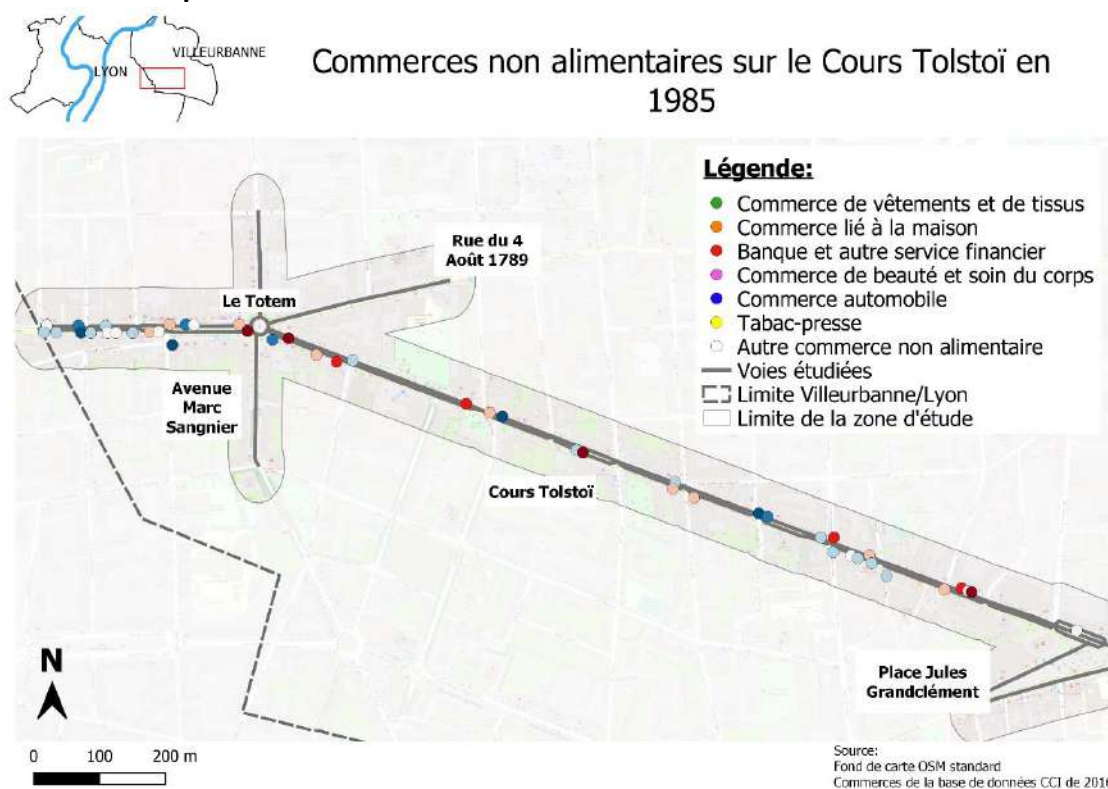 VILLEURBANNE
LYON
Commerces non alimentaires sur le Cours Tolstoï en
1985
Légende:
Commerce de vêtements et de tissus
Commerce lié à la maison
Banque et autre service financier
Commerce de beauté et soin du corps
Commerce automobile
Tabac-presse
Autre commerce non alimentaire
Voies étudiées
Limite Villeurbanne/Lyon
Limite de la zone d'étude
Rue du 4
Août 1789
Le Totem
Avenue
Marc
Sangnier
Cours Tolstoï
Place Jules
Grandclément
N
0 100 200 m
Source:
Fond de carte OSM standard
Commerces de la base de données CCI de 2016